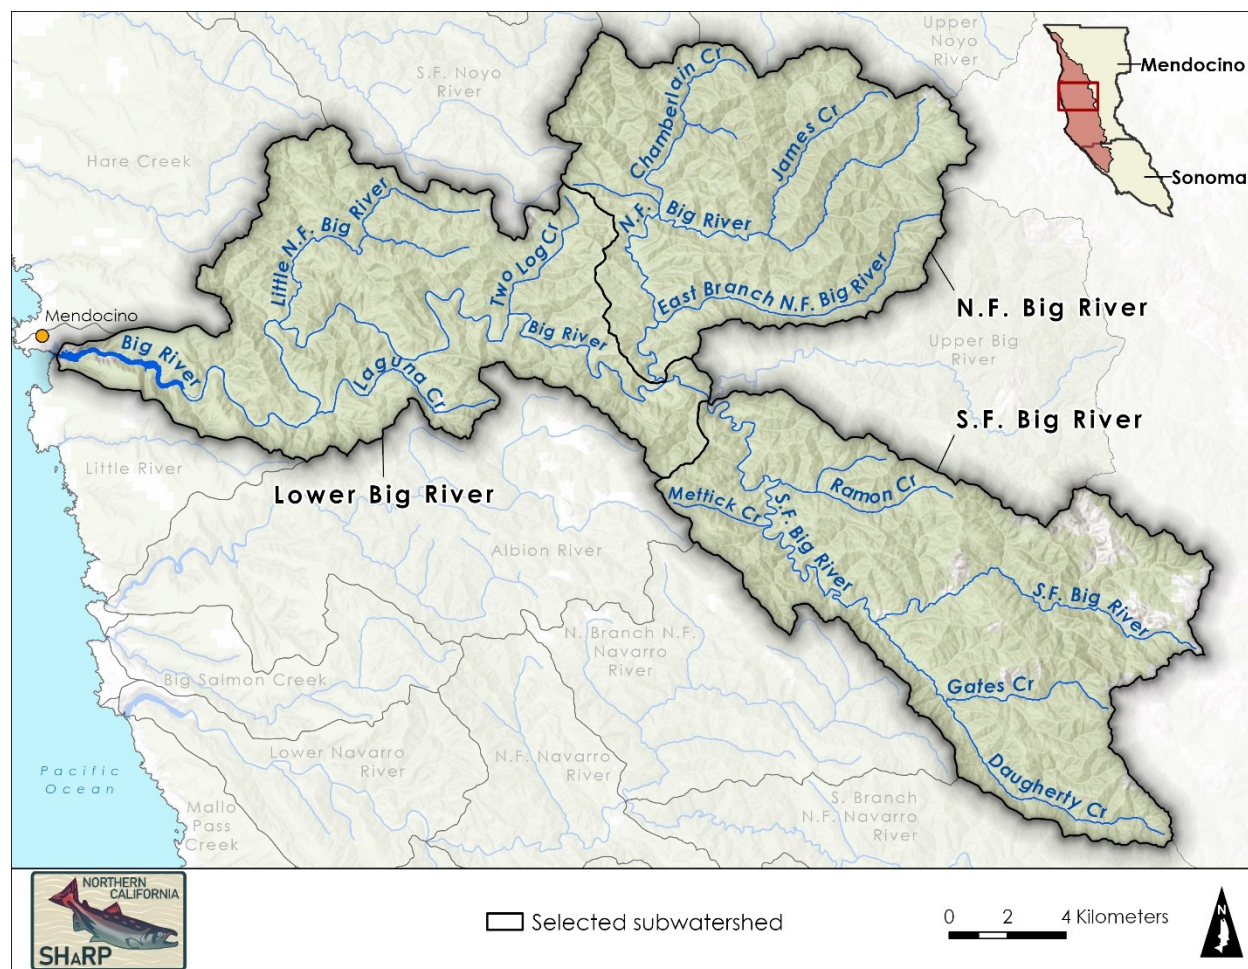 Upper
Noyo
River
S.F. Noyo
River
Chamberlain Cr
James Cr
Mendocino
Sonoma
Hare Creek
Little N.F. Big River
Two Log Cr
N.F.
Big River
East Branch N.F. Big River
N.F. Big River
Mendocino
Big River
Big River
Laguna Cr
Upper Big
River
S.F. Big River
Little River
Lower Big River
Mettick Cr
Ramon Cr
S.F. Big River
Albion River
S.F. Big River
N. Branch N.F.
Navarro
River
Big Salmon Creek
Gates Cr
Lower Navarro
River
N.F. Navarro
River
Daugherty Cr
Pacific
Ocean
Mallo
Pass
Creek
S. Branch
N.F. Navarro
River
NORTHERN
CALIFORNIA
SHaRP
Selected subwatershed
0 2 4 Kilometers
N